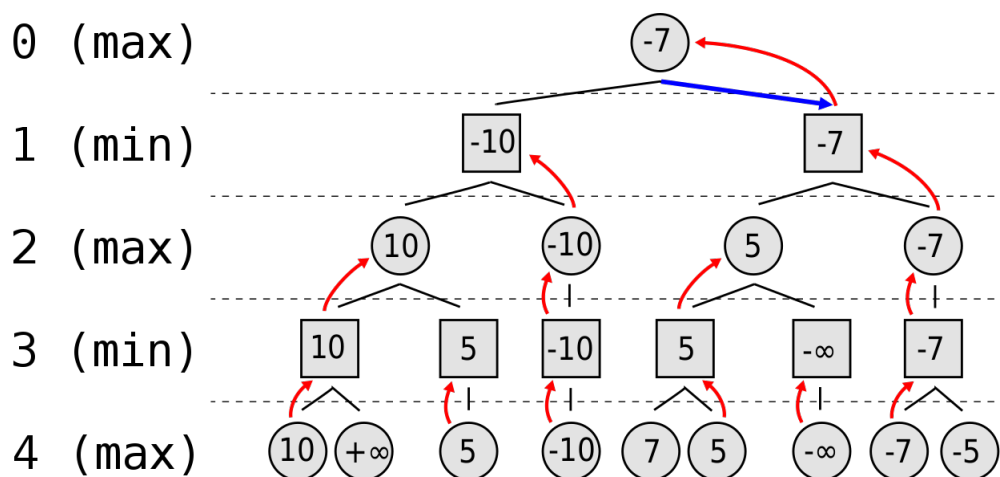 0 (max) -7
1 (min) -10 -7
2 (max) 10 -10 5 -7
3 (min) 10 5 -10 5 -∞ -7
4 (max) 10 +∞ 5 -10 7 5 -∞ -7 -5